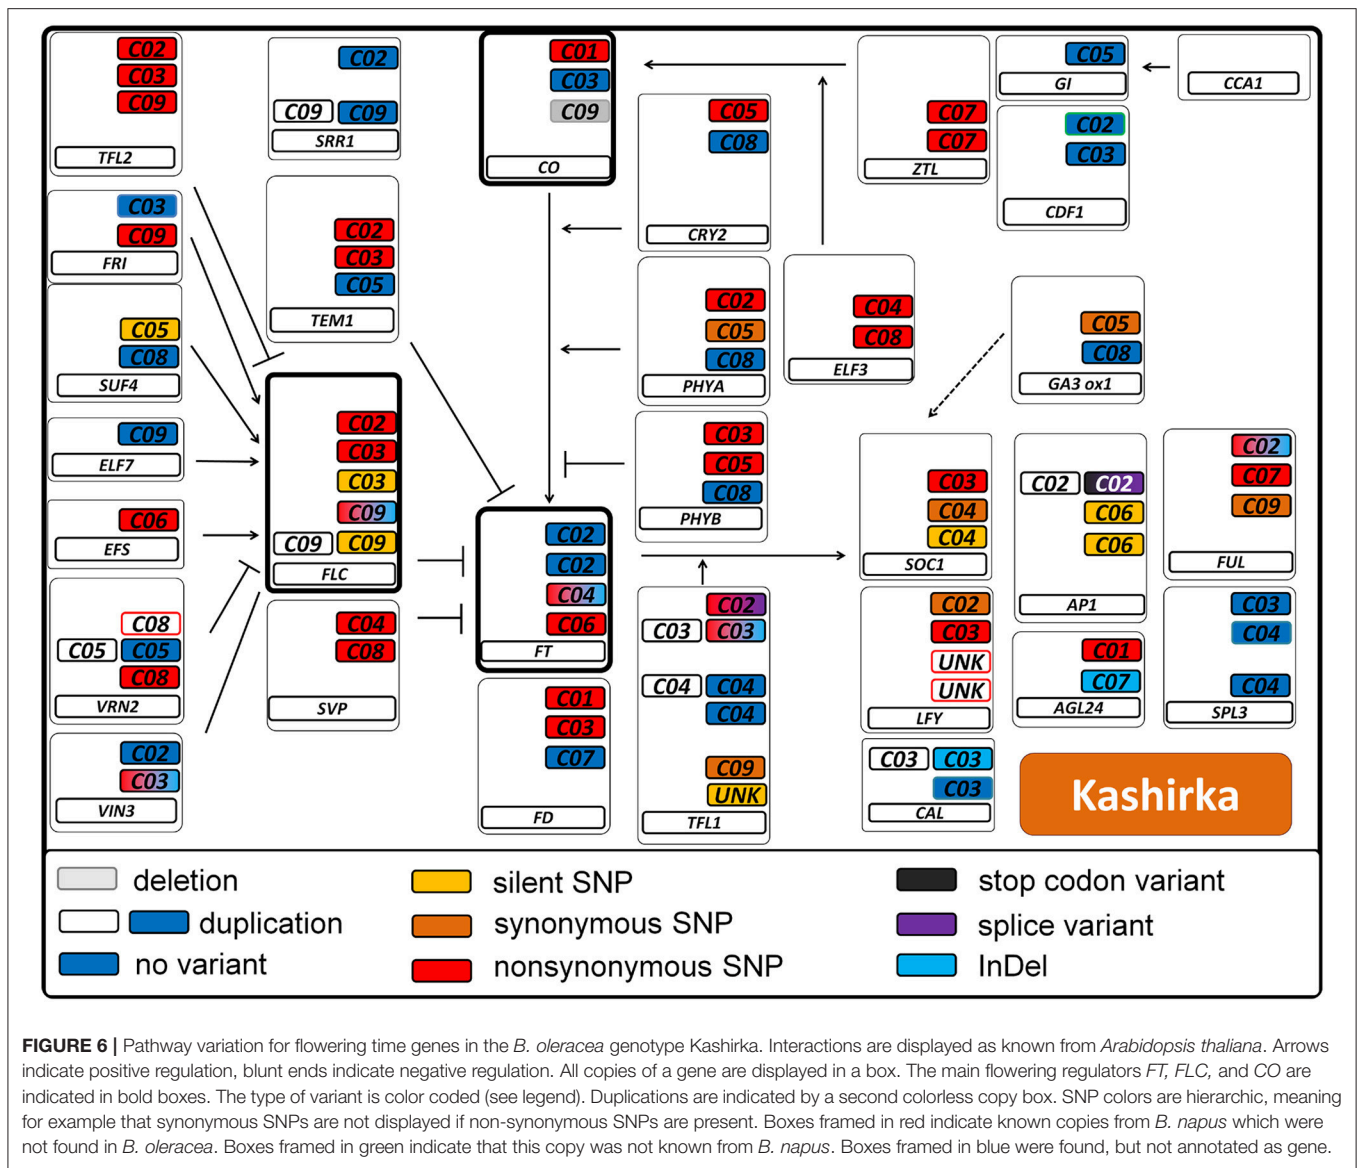 C02
C03
C09
TFL2
C02
C09 C09
SRR1
C01
C03
C09
CO
C05
C08
CRY2
C07
C07
ZTL
C05
GI
CCA1
C02
C03
CDF1
C03
C09
FRI
C02
C03
C05
TEM1
C02
C05
C08
PHYA
C04
C08
ELF3
C05
C08
GA3 ox1
C05
C08
SUF4
C09
ELF7
C06
EFS
C02
C03
C03
C09
C09 C09
FLC
C03
C05
C08
PHYB
C02
C02
C04
C06
FT
C03
C04
C04
SOC1
C02 C02
C06
C06
AP1
C02
C07
C09
FUL
C08
C05 C05
C08
VRN2
C04
C08
SVP
C02
C03 C03
C04 C04
C04
C09
UNK
TFL1
C02
C03
UNK
UNK
LFY
C01
C07
AGL24
C03
C04
C04
SPL3
C02
C03
VIN3
C01
C03
C07
FD
C03 C03
C03
CAL
Kashirka
deletion
duplication
no variant
silent SNP
synonymous SNP
nonsynonymous SNP
stop codon variant
splice variant
InDel
FIGURE 6 | Pathway variation for flowering time genes in the B. oleracea genotype Kashirka. Interactions are displayed as known from Arabidopsis thaliana. Arrows
indicate positive regulation, blunt ends indicate negative regulation. All copies of a gene are displayed in a box. The main flowering regulators FT, FLC, and CO are
indicated in bold boxes. The type of variant is color coded (see legend). Duplications are indicated by a second colorless copy box. SNP colors are hierarchic, meaning
for example that synonymous SNPs are not displayed if non-synonymous SNPs are present. Boxes framed in red indicate known copies from B. napus which were
not found in B. oleracea. Boxes framed in green indicate that this copy was not known from B. napus. Boxes framed in blue were found, but not annotated as gene.